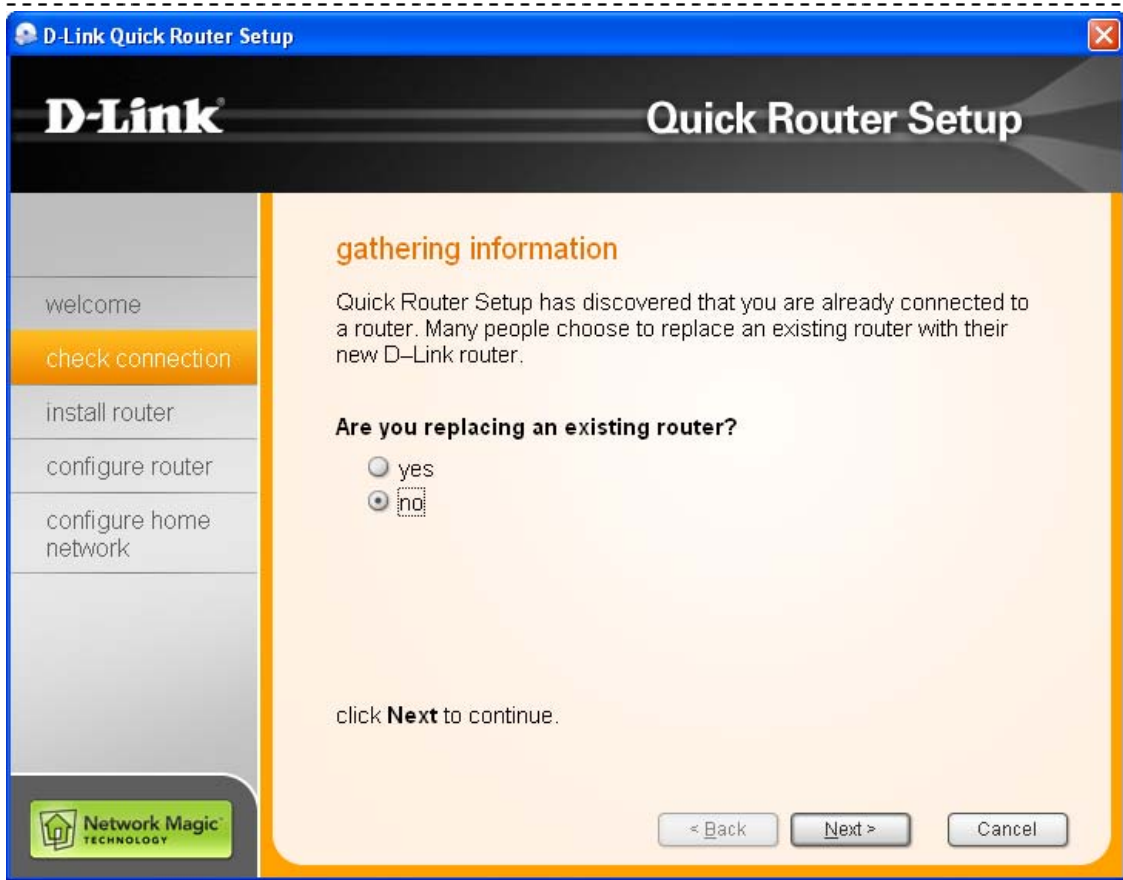 D-Link Quick Router Setup
D-Link
Quick Router Setup
welcome
check connection
install router
configure router
configure home
network
gathering information
Quick Router Setup has discovered that you are already connected to
a router. Many people choose to replace an existing router with their
new D–Link router.
Are you replacing an existing router?
yes
no
click Next to continue.
Network Magic
TECHNOLOGY
< Back
Next >
Cancel